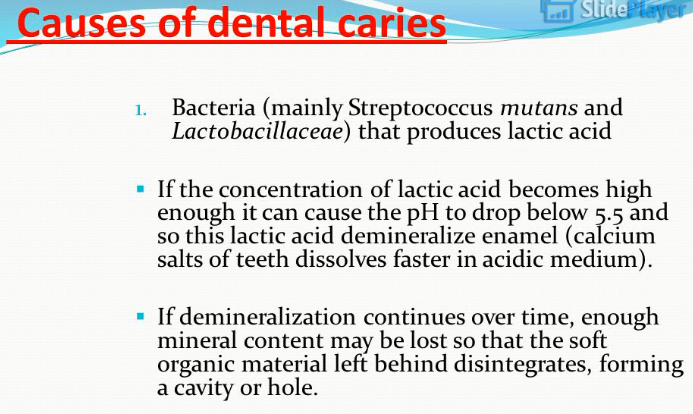 Causes of dental caries
SlidePlayer
1. Bacteria (mainly Streptococcus mutans and
Lactobacillaceae) that produces lactic acid
▪ If the concentration of lactic acid becomes high
enough it can cause the pH to drop below 5.5 and
so this lactic acid demineralize enamel (calcium
salts of teeth dissolves faster in acidic medium).
▪ If demineralization continues over time, enough
mineral content may be lost so that the soft
organic material left behind disintegrates, forming
a cavity or hole.